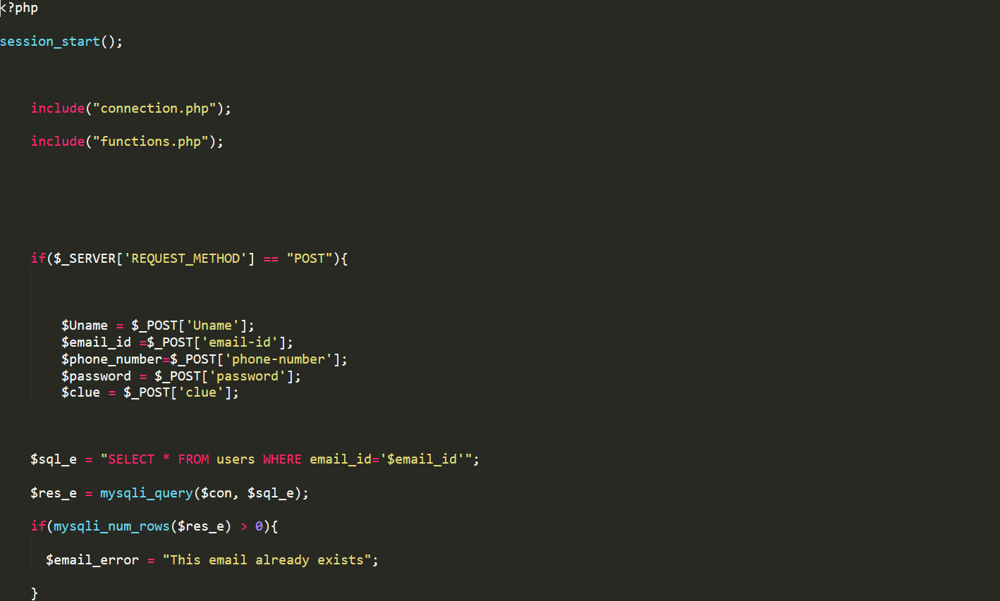 <?php
session_start();
include("connection.php");
include("functions.php");
if($_SERVER['REQUEST_METHOD'] == "POST"){
$Uname = $_POST['Uname'];
$email_id =$_POST['email-id'];
$phone_number=$_POST['phone-number'];
$password = $_POST['password'];
$clue = $_POST['clue'];
$sql_e = "SELECT * FROM users WHERE email_id='$email_id'";
$res_e = mysqli_query($con, $sql_e);
if(mysqli_num_rows($res_e) > 0){
$email_error = "This email already exists";
}